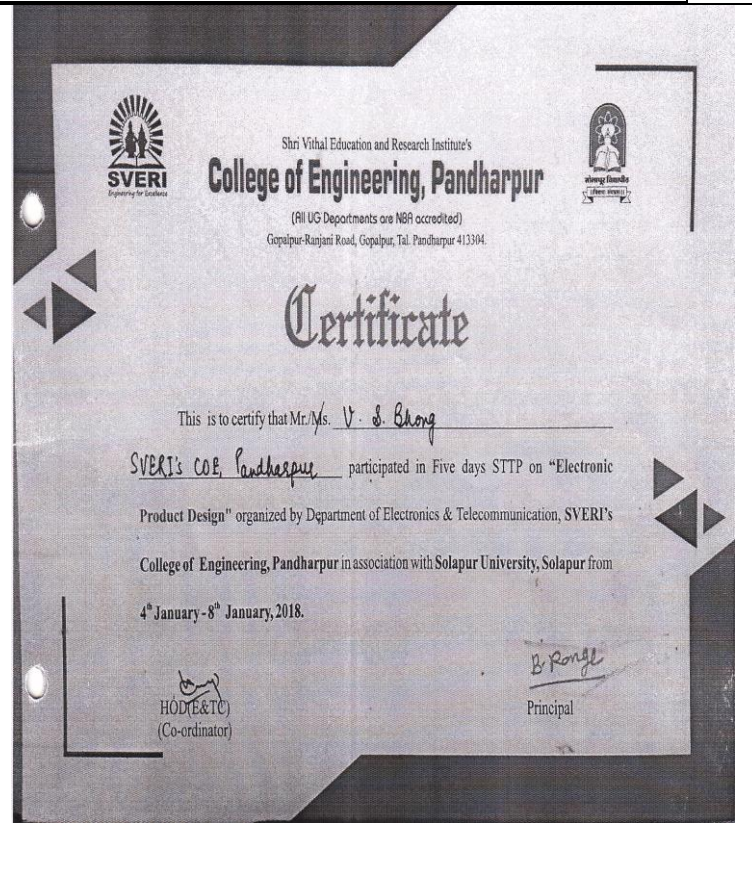 SVERI
Engineering for Excellence
Shri Vithal Education and Research Institute's
College of Engineering, Pandharpur
(All UG Departments are NBA accredited)
Gopalpur-Ranjani Road, Gopalpur, Tal. Pandharpur 413304.
सोलापूर विद्यापीठ
Certificate
This is to certify that Mr./Ms. V. S. Bhong
SVERI's COE, Pandharpur participated in Five days STTP on "Electronic
Product Design" organized by Department of Electronics & Telecommunication, SVERI's
College of Engineering, Pandharpur in association with Solapur University, Solapur from
4th January-8th January, 2018.
B. Ronge
HOD(E&TC)
(Co-ordinator)
Principal